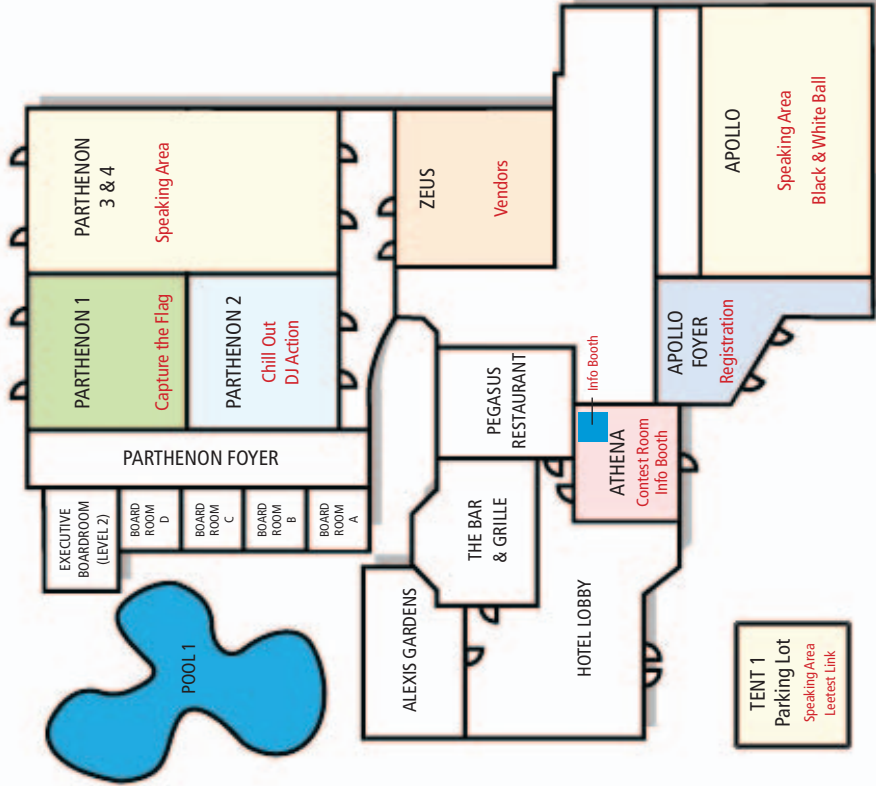 PARTHENON
3 & 4
Speaking Area
PARTHENON 1
Capture the Flag
PARTHENON 2
Chill Out
DJ Action
PARTHENON FOYER
EXECUTIVE
BOARDROOM
(LEVEL 2)
BOARD
ROOM
D
BOARD
ROOM
C
BOARD
ROOM
B
BOARD
ROOM
A
POOL 1
ZEUS
Vendors
APOLLO
Speaking Area
Black & White Ball
APOLLO
FOYER
Registration
PEGASUS
RESTAURANT
Info Booth
ATHENA
Contest Room
Info Booth
THE BAR
& GRILLE
ALEXIS GARDENS
HOTEL LOBBY
TENT 1
Parking Lot
Speaking Area
Leetest Link